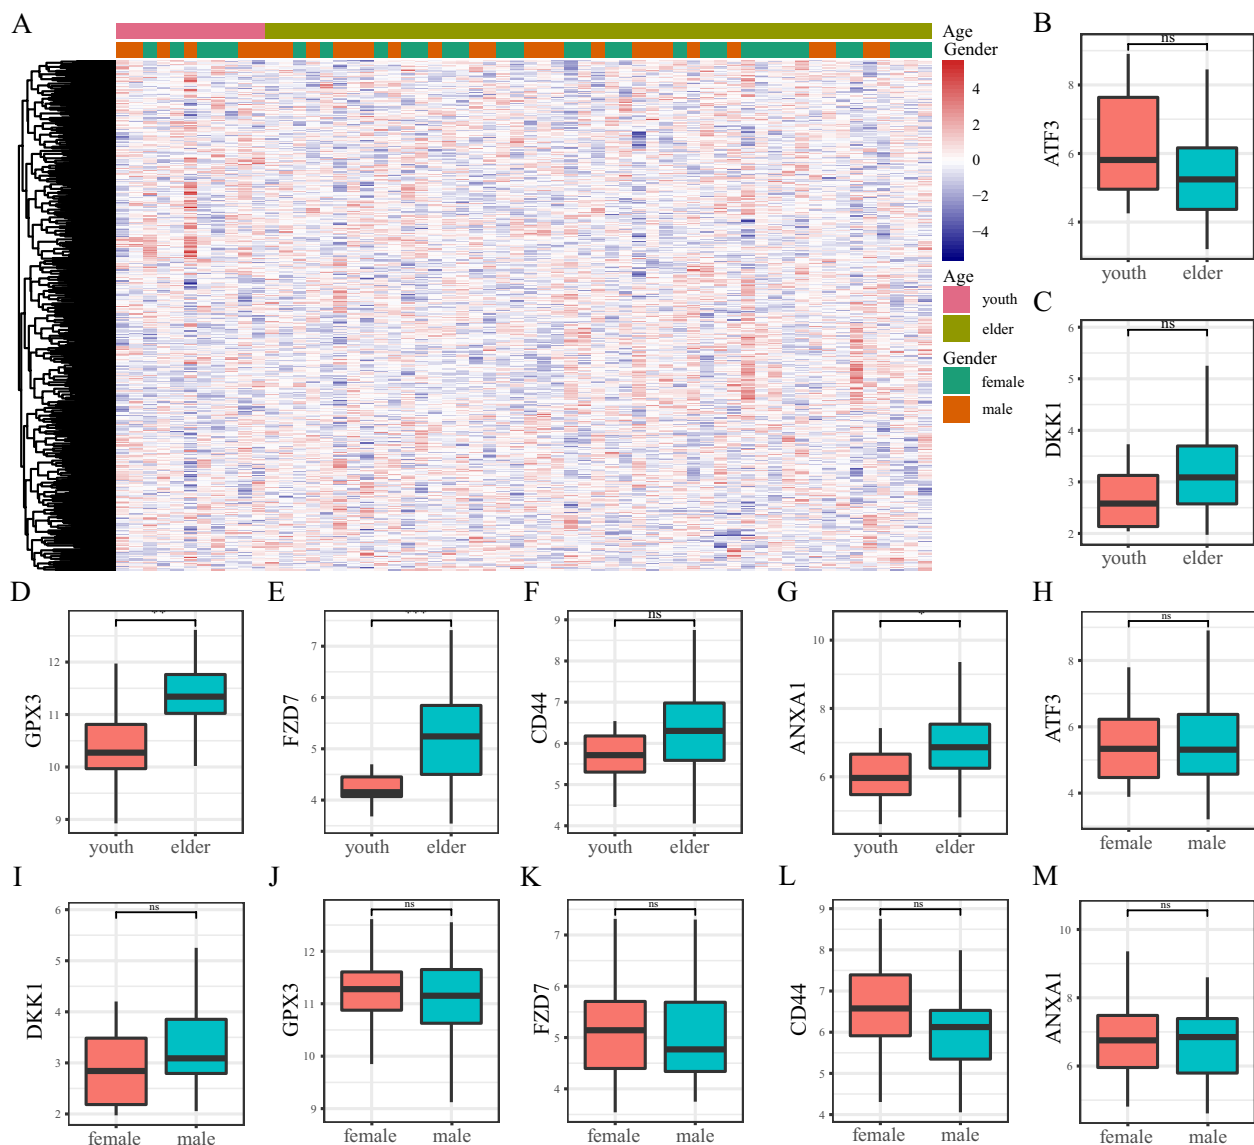 A
Age
Gender
4
2
0
−2
−4
Age
youth
elder
Gender
female
male
B
ns
ATF3
8
6
4
youth elder
C
ns
DKK1
6
5
4
3
2
youth elder
D
GPX3
12
11
10
9
youth elder
E
FZD7
7
6
5
4
youth elder
F
ns
CD44
9
8
7
6
5
4
youth elder
G
*
ANXA1
10
8
6
youth elder
H
ns
ATF3
8
6
4
female male
I
ns
DKK1
6
5
4
3
2
female male
J
ns
GPX3
12
11
10
9
female male
K
ns
FZD7
7
6
5
4
female male
L
ns
CD44
9
8
7
6
5
4
female male
M
ns
ANXA1
10
8
6
female male